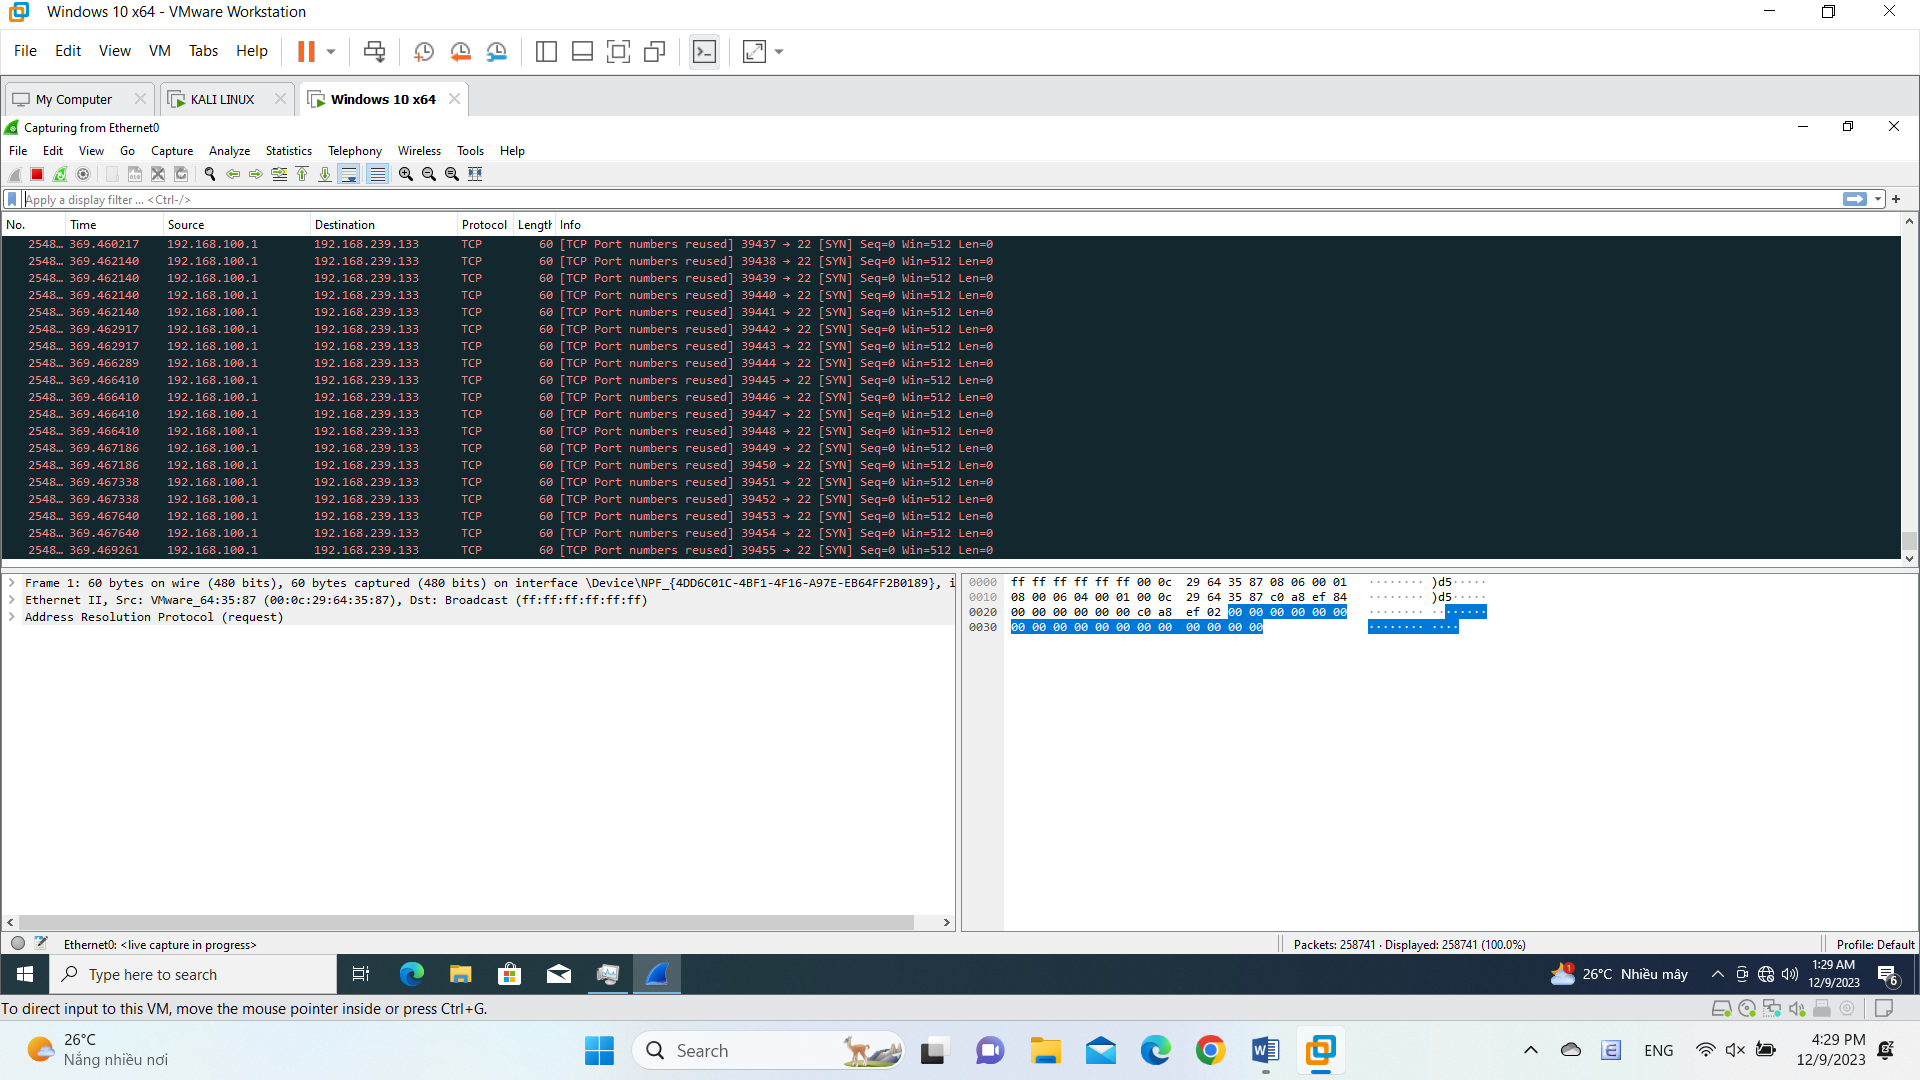 Windows 10 x64 - VMware Workstation
File Edit View VM Tabs Help
My Computer KALI LINUX Windows 10 x64
Capturing from Ethernet0
File Edit View Go Capture Analyze Statistics Telephony Wireless Tools Help
Apply a display filter ... <Ctrl-/>
No. Time Source Destination Protocol Length Info
2548… 369.460217 192.168.100.1 192.168.239.133 TCP 60 [TCP Port numbers reused] 39437 → 22 [SYN] Seq=0 Win=512 Len=0
2548… 369.462140 192.168.100.1 192.168.239.133 TCP 60 [TCP Port numbers reused] 39438 → 22 [SYN] Seq=0 Win=512 Len=0
2548… 369.462140 192.168.100.1 192.168.239.133 TCP 60 [TCP Port numbers reused] 39439 → 22 [SYN] Seq=0 Win=512 Len=0
2548… 369.462140 192.168.100.1 192.168.239.133 TCP 60 [TCP Port numbers reused] 39440 → 22 [SYN] Seq=0 Win=512 Len=0
2548… 369.462140 192.168.100.1 192.168.239.133 TCP 60 [TCP Port numbers reused] 39441 → 22 [SYN] Seq=0 Win=512 Len=0
2548… 369.462917 192.168.100.1 192.168.239.133 TCP 60 [TCP Port numbers reused] 39442 → 22 [SYN] Seq=0 Win=512 Len=0
2548… 369.462917 192.168.100.1 192.168.239.133 TCP 60 [TCP Port numbers reused] 39443 → 22 [SYN] Seq=0 Win=512 Len=0
2548… 369.466289 192.168.100.1 192.168.239.133 TCP 60 [TCP Port numbers reused] 39444 → 22 [SYN] Seq=0 Win=512 Len=0
2548… 369.466410 192.168.100.1 192.168.239.133 TCP 60 [TCP Port numbers reused] 39445 → 22 [SYN] Seq=0 Win=512 Len=0
2548… 369.466410 192.168.100.1 192.168.239.133 TCP 60 [TCP Port numbers reused] 39446 → 22 [SYN] Seq=0 Win=512 Len=0
2548… 369.466410 192.168.100.1 192.168.239.133 TCP 60 [TCP Port numbers reused] 39447 → 22 [SYN] Seq=0 Win=512 Len=0
2548… 369.466410 192.168.100.1 192.168.239.133 TCP 60 [TCP Port numbers reused] 39448 → 22 [SYN] Seq=0 Win=512 Len=0
2548… 369.467186 192.168.100.1 192.168.239.133 TCP 60 [TCP Port numbers reused] 39449 → 22 [SYN] Seq=0 Win=512 Len=0
2548… 369.467186 192.168.100.1 192.168.239.133 TCP 60 [TCP Port numbers reused] 39450 → 22 [SYN] Seq=0 Win=512 Len=0
2548… 369.467338 192.168.100.1 192.168.239.133 TCP 60 [TCP Port numbers reused] 39451 → 22 [SYN] Seq=0 Win=512 Len=0
2548… 369.467338 192.168.100.1 192.168.239.133 TCP 60 [TCP Port numbers reused] 39452 → 22 [SYN] Seq=0 Win=512 Len=0
2548… 369.467640 192.168.100.1 192.168.239.133 TCP 60 [TCP Port numbers reused] 39453 → 22 [SYN] Seq=0 Win=512 Len=0
2548… 369.467640 192.168.100.1 192.168.239.133 TCP 60 [TCP Port numbers reused] 39454 → 22 [SYN] Seq=0 Win=512 Len=0
2548… 369.469261 192.168.100.1 192.168.239.133 TCP 60 [TCP Port numbers reused] 39455 → 22 [SYN] Seq=0 Win=512 Len=0
Frame 1: 60 bytes on wire (480 bits), 60 bytes captured (480 bits) on interface \Device\NPF_{4DD6C01C-4BF1-4F16-A97E-EB64FF2B0189}, i
Ethernet II, Src: VMware_64:35:87 (00:0c:29:64:35:87), Dst: Broadcast (ff:ff:ff:ff:ff:ff)
Address Resolution Protocol (request)
0000 ff ff ff ff ff ff 00 0c 29 64 35 87 08 06 00 01 ········ )d5·····
0010 08 00 06 04 00 01 00 0c 29 64 35 87 c0 a8 ef 84 ········ )d5·····
0020 00 00 00 00 00 00 c0 a8 ef 02 00 00 00 00 00 00 ········ ········
0030 00 00 00 00 00 00 00 00 00 00 00 00 ········ ····
Ethernet0: <live capture in progress>
Packets: 258741 · Displayed: 258741 (100.0%)
Profile: Default
Type here to search
1
26°C Nhiều mây
1:29 AM
12/9/2023
6
To direct input to this VM, move the mouse pointer inside or press Ctrl+G.
26°C
Nắng nhiều nơi
Search
ENG
4:29 PM
12/9/2023